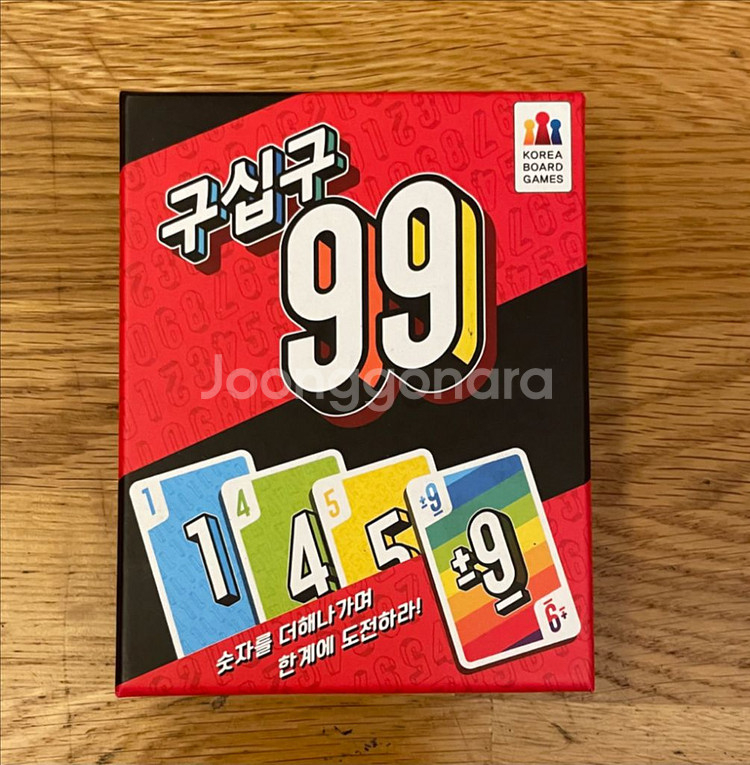 구십구
99
KOREA
BOARD
GAMES
Joonggonara
1
1
4
4
5
5
±9
±9
±9
숫자를 더해나가며
한계에 도전하라!